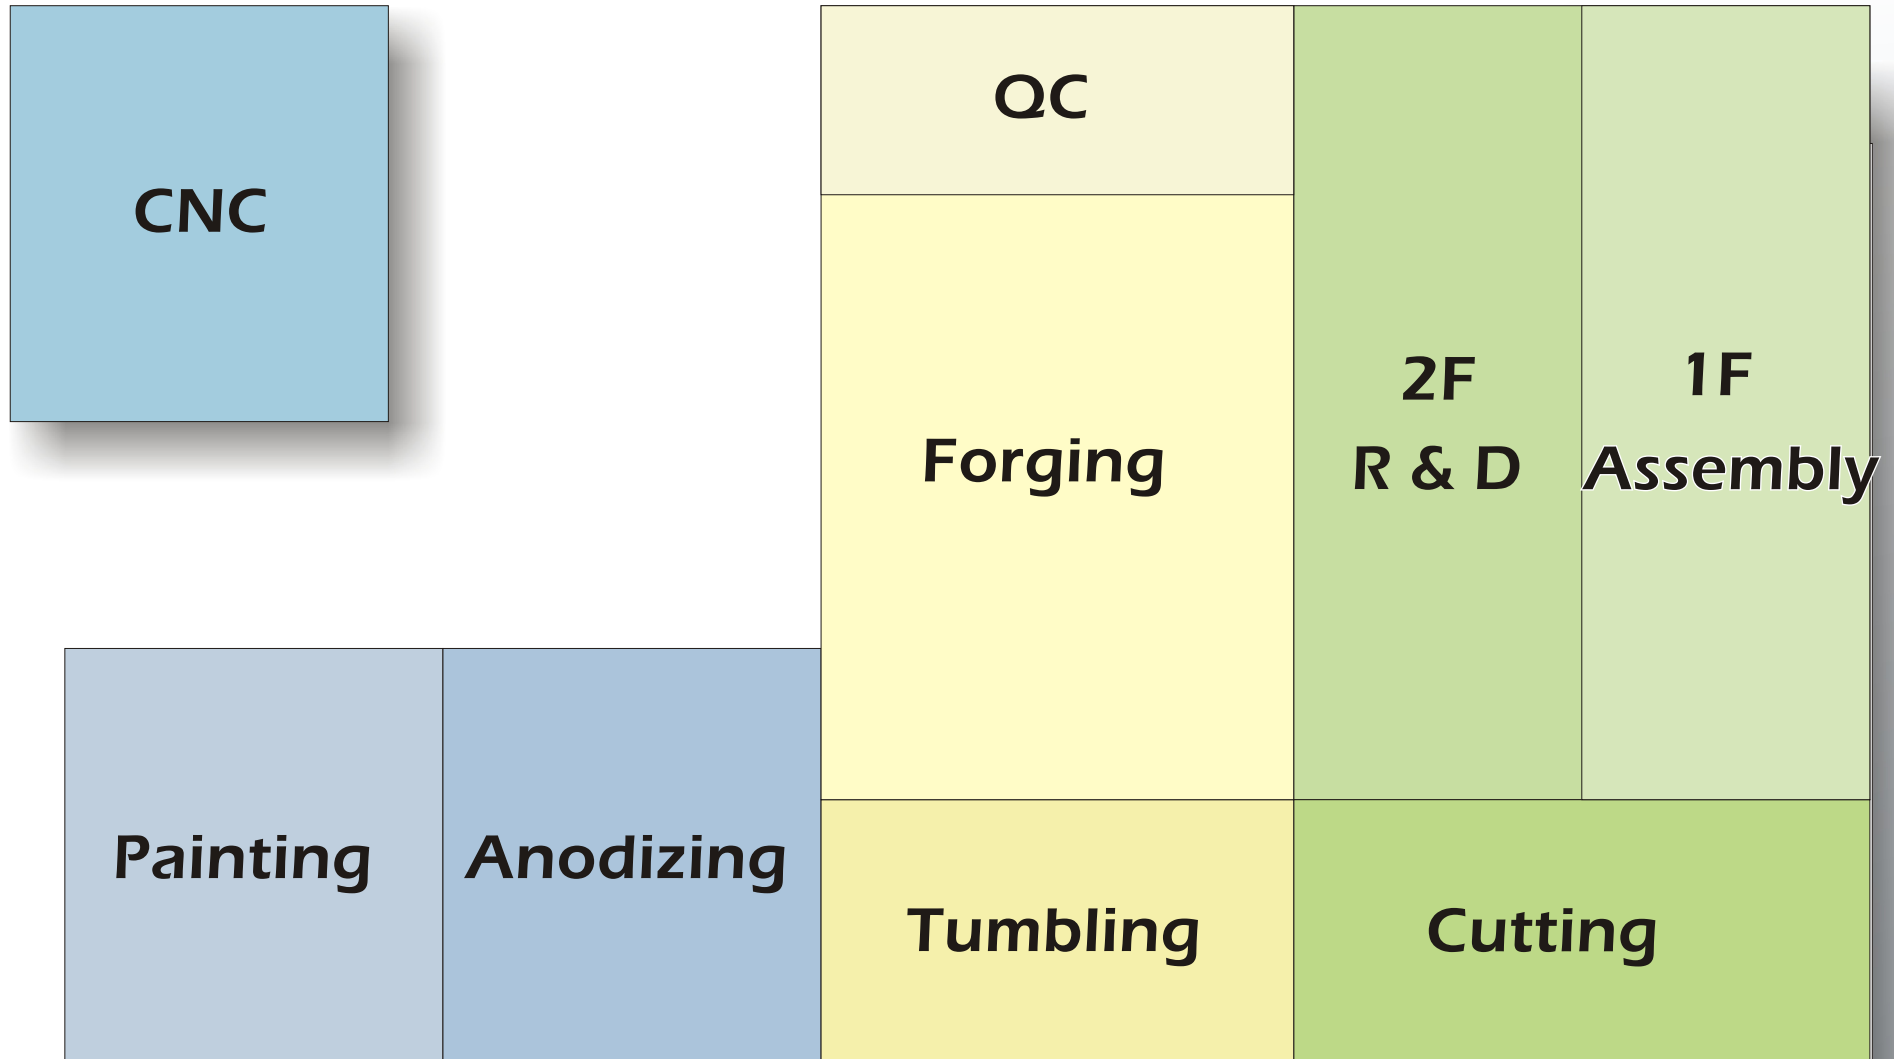 CNC
QC
Forging
2F
R & D
1F
Assembly
Painting
Anodizing
Tumbling
Cutting